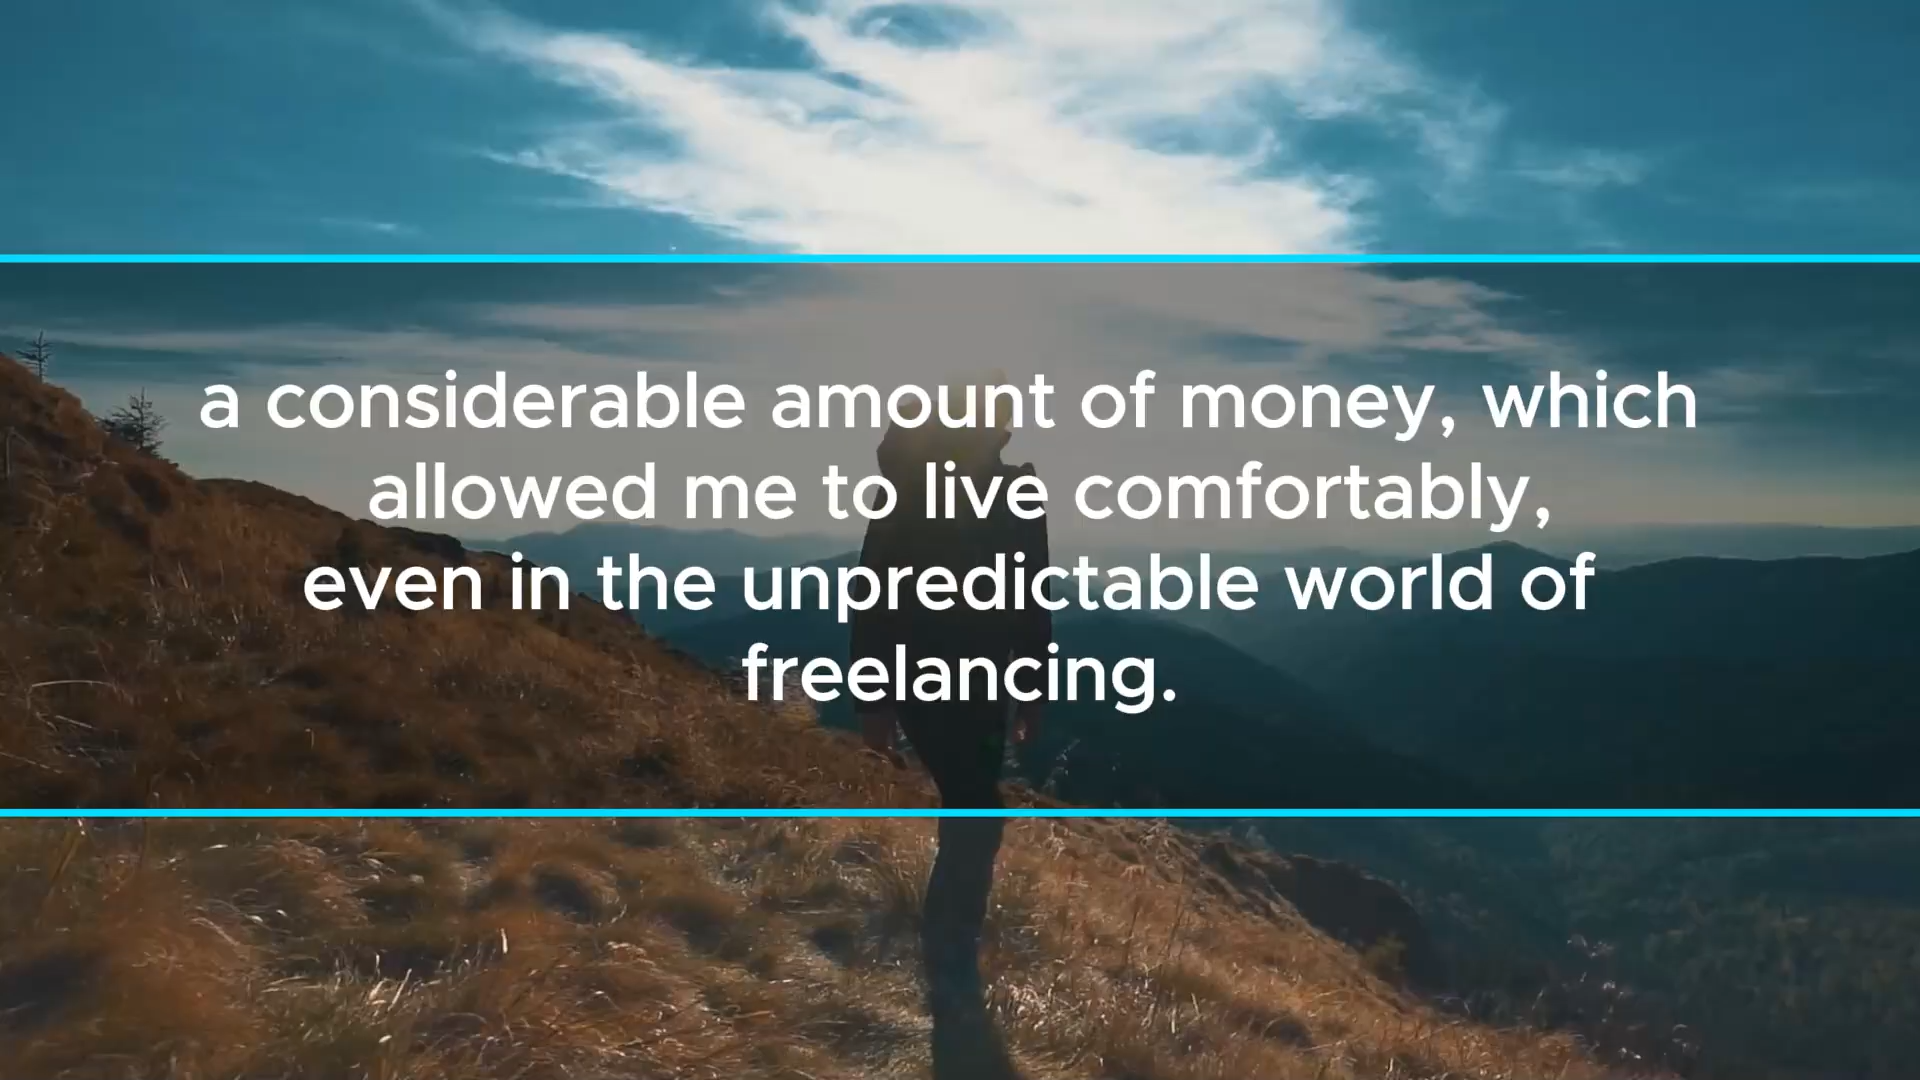 a considerable amount of money, which
allowed me to live comfortably,
even in the unpredictable world of
freelancing.